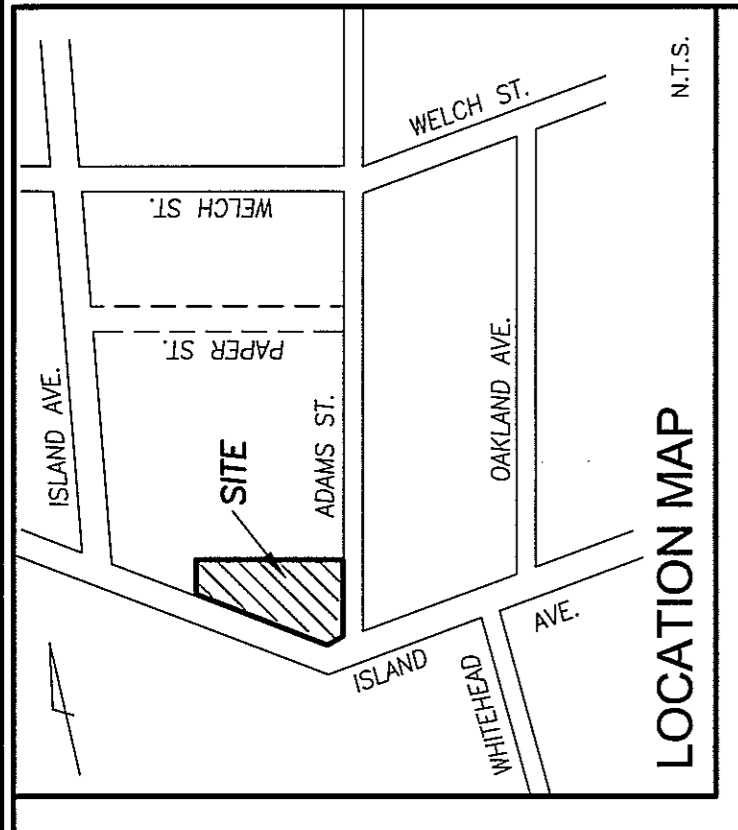 ISLAND AVE.
WELCH ST.
WELCH ST.
PAPER ST.
ADAMS ST.
SITE
OAKLAND AVE.
ISLAND
AVE.
WHITEHEAD
LOCATION MAP
N.T.S.